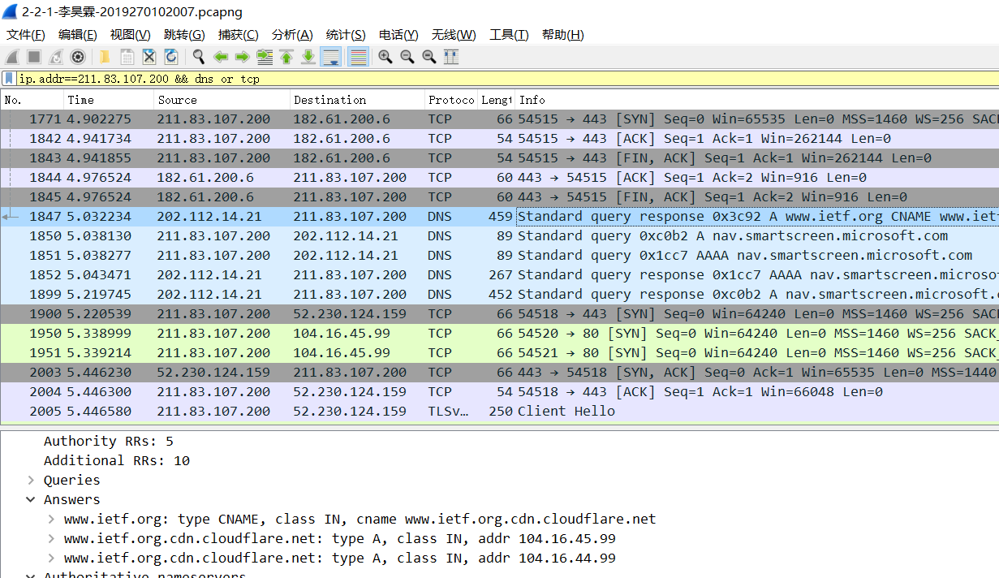 2-2-1-李昊霖-2019270102007.pcapng
文件(F) 编辑(E) 视图(V) 跳转(G) 捕获(C) 分析(A) 统计(S) 电话(Y) 无线(W) 工具(T) 帮助(H)
ip.addr==211.83.107.200 && dns or tcp
No. Time Source Destination Protoco Lengt Info
1771 4.902275 211.83.107.200 182.61.200.6 TCP 66 54515 → 443 [SYN] Seq=0 Win=65535 Len=0 MSS=1460 WS=256 SACK
1842 4.941734 211.83.107.200 182.61.200.6 TCP 54 54515 → 443 [ACK] Seq=1 Ack=1 Win=262144 Len=0
1843 4.941855 211.83.107.200 182.61.200.6 TCP 54 54515 → 443 [FIN, ACK] Seq=1 Ack=1 Win=262144 Len=0
1844 4.976524 182.61.200.6 211.83.107.200 TCP 60 443 → 54515 [ACK] Seq=1 Ack=2 Win=916 Len=0
1845 4.976524 182.61.200.6 211.83.107.200 TCP 60 443 → 54515 [FIN, ACK] Seq=1 Ack=2 Win=916 Len=0
1847 5.032234 202.112.14.21 211.83.107.200 DNS 459 Standard query response 0x3c92 A www.ietf.org CNAME www.iet
1850 5.038130 211.83.107.200 202.112.14.21 DNS 89 Standard query 0xc0b2 A nav.smartscreen.microsoft.com
1851 5.038277 211.83.107.200 202.112.14.21 DNS 89 Standard query 0x1cc7 AAAA nav.smartscreen.microsoft.com
1852 5.043471 202.112.14.21 211.83.107.200 DNS 267 Standard query response 0x1cc7 AAAA nav.smartscreen.microso
1899 5.219745 202.112.14.21 211.83.107.200 DNS 452 Standard query response 0xc0b2 A nav.smartscreen.microsoft.
1900 5.220539 211.83.107.200 52.230.124.159 TCP 66 54518 → 443 [SYN] Seq=0 Win=64240 Len=0 MSS=1460 WS=256 SACK
1950 5.338999 211.83.107.200 104.16.45.99 TCP 66 54520 → 80 [SYN] Seq=0 Win=64240 Len=0 MSS=1460 WS=256 SACK_
1951 5.339214 211.83.107.200 104.16.45.99 TCP 66 54521 → 80 [SYN] Seq=0 Win=64240 Len=0 MSS=1460 WS=256 SACK_
2003 5.446230 52.230.124.159 211.83.107.200 TCP 66 443 → 54518 [SYN, ACK] Seq=0 Ack=1 Win=65535 Len=0 MSS=1440
2004 5.446300 211.83.107.200 52.230.124.159 TCP 54 54518 → 443 [ACK] Seq=1 Ack=1 Win=66048 Len=0
2005 5.446580 211.83.107.200 52.230.124.159 TLSv… 250 Client Hello
Authority RRs: 5
Additional RRs: 10
Queries
Answers
www.ietf.org: type CNAME, class IN, cname www.ietf.org.cdn.cloudflare.net
www.ietf.org.cdn.cloudflare.net: type A, class IN, addr 104.16.45.99
www.ietf.org.cdn.cloudflare.net: type A, class IN, addr 104.16.44.99
Authoritative nameservers